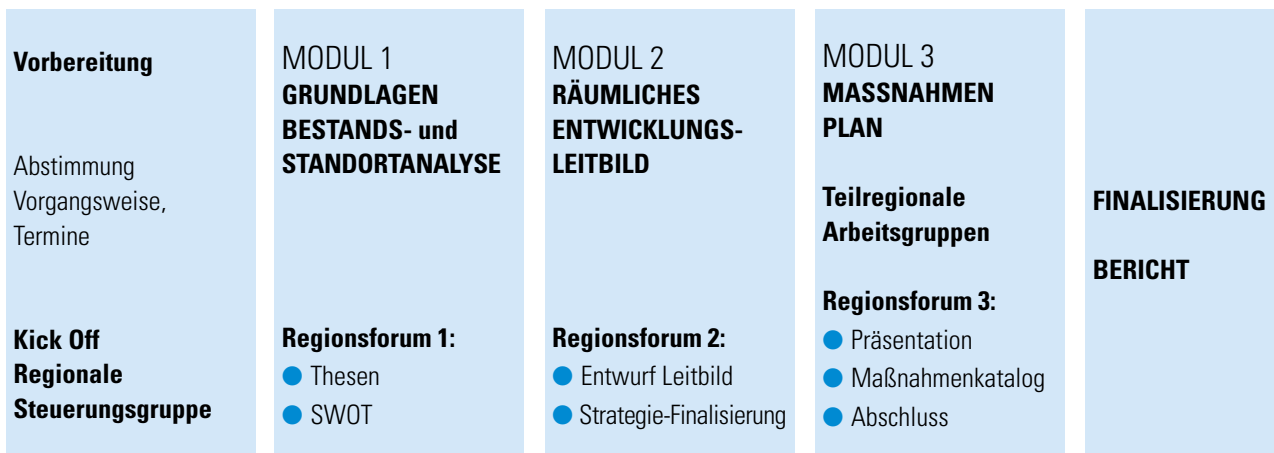 Vorbereitung
Abstimmung
Vorgangsweise,
Termine
Kick Off
Regionale
Steuerungsgruppe
MODUL 1
GRUNDLAGEN
BESTANDS- und
STANDORTANALYSE
Regionsforum 1:
Thesen
SWOT
MODUL 2
RÄUMLICHES
ENTWICKLUNGS-
LEITBILD
Regionsforum 2:
Entwurf Leitbild
Strategie-Finalisierung
MODUL 3
MASSNAHMEN
PLAN
Teilregionale
Arbeitsgruppen
Regionsforum 3:
Präsentation
Maßnahmenkatalog
Abschluss
FINALISIERUNG
BERICHT